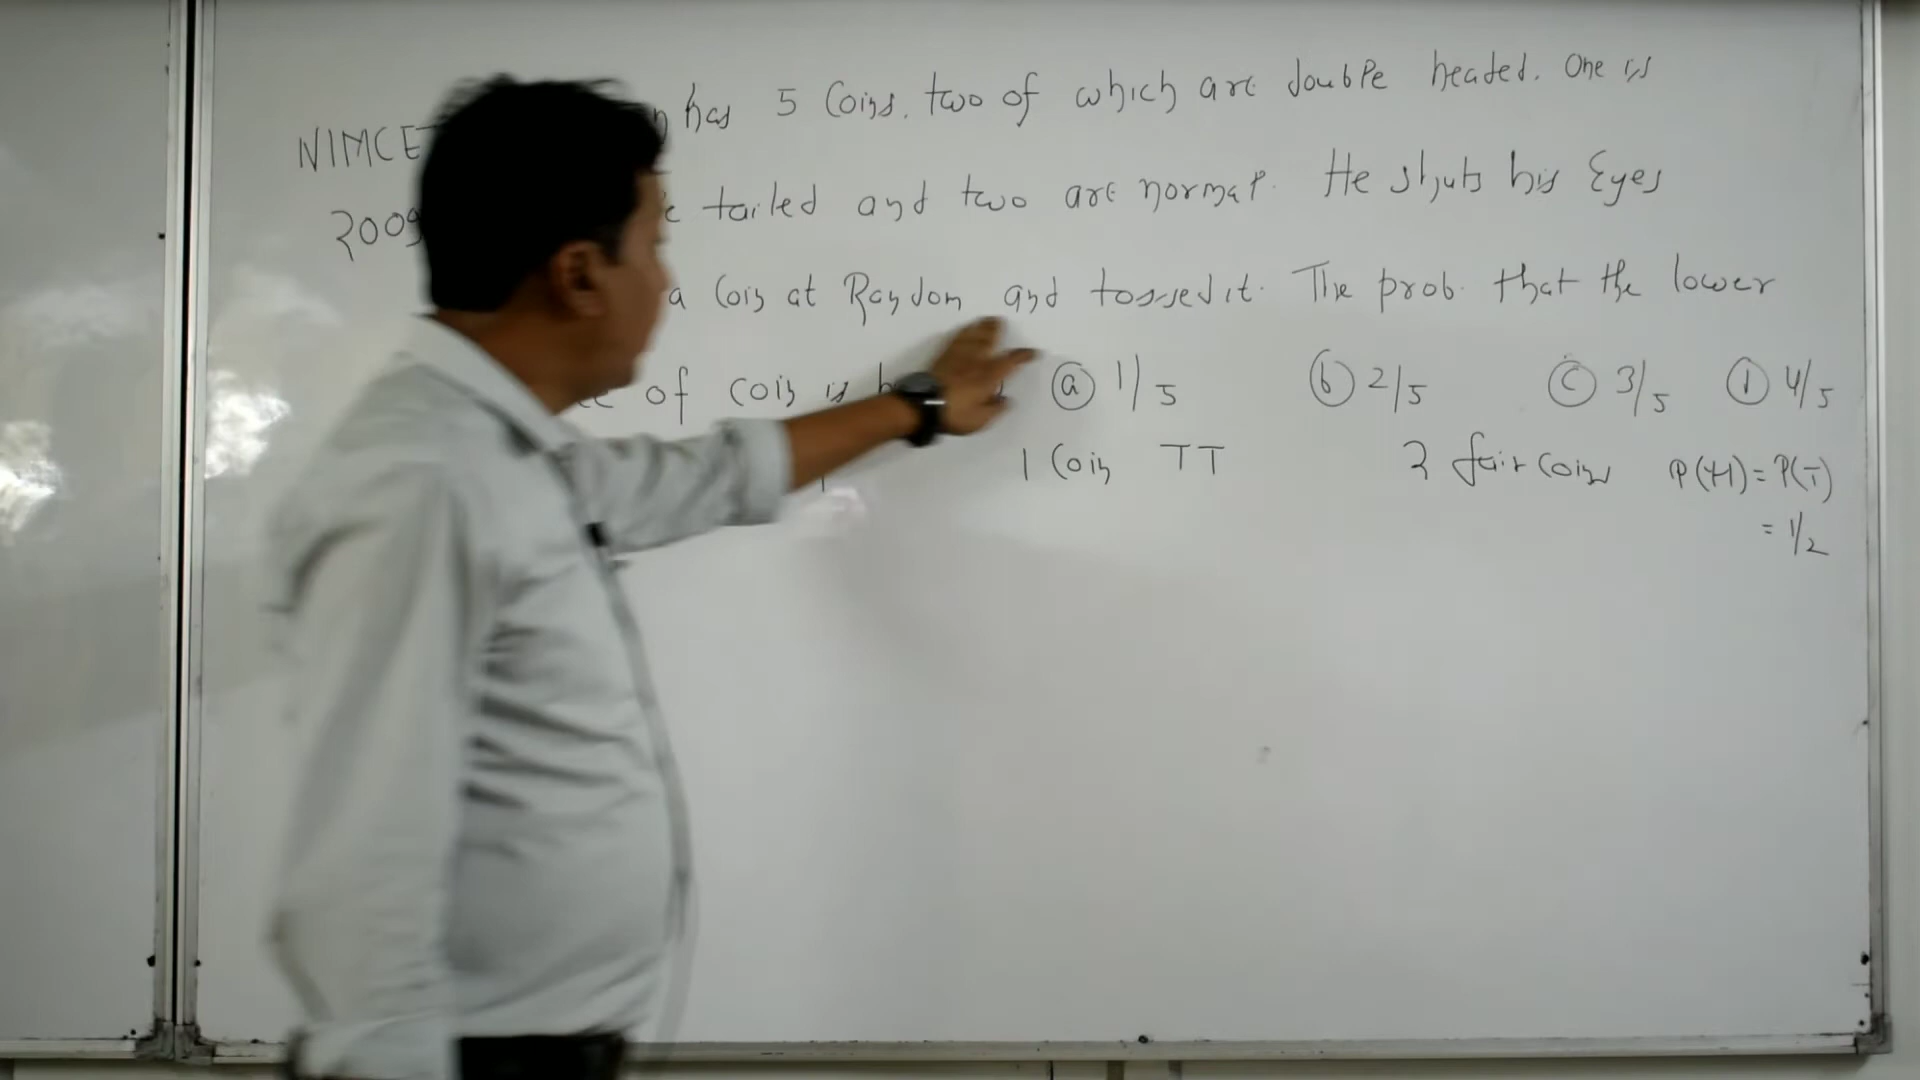 NIMCET has 5 Coins, two of which are double headed. One is
2009 tailed and two are normal. He shuts his Eyes
a Coin at Random and tossed it. The prob. that the lower
of coin is (a) 1/5 (b) 2/5 (c) 3/5 (d) 4/5
1 Coin TT 2 fair coins P(H) = P(T)
= 1/2